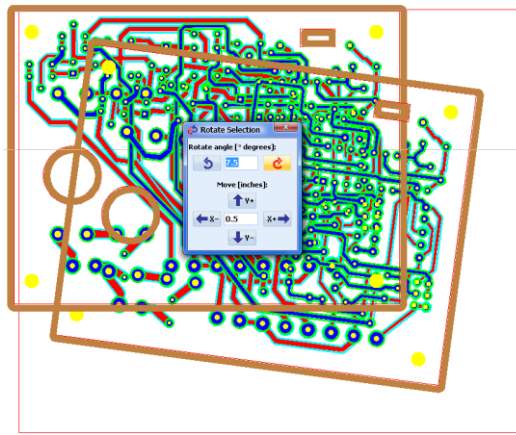 Rotate Selection
Rotate angle [° degrees]:
7.5
Move [inches]:
Y+
X- 0.5 X+
Y-